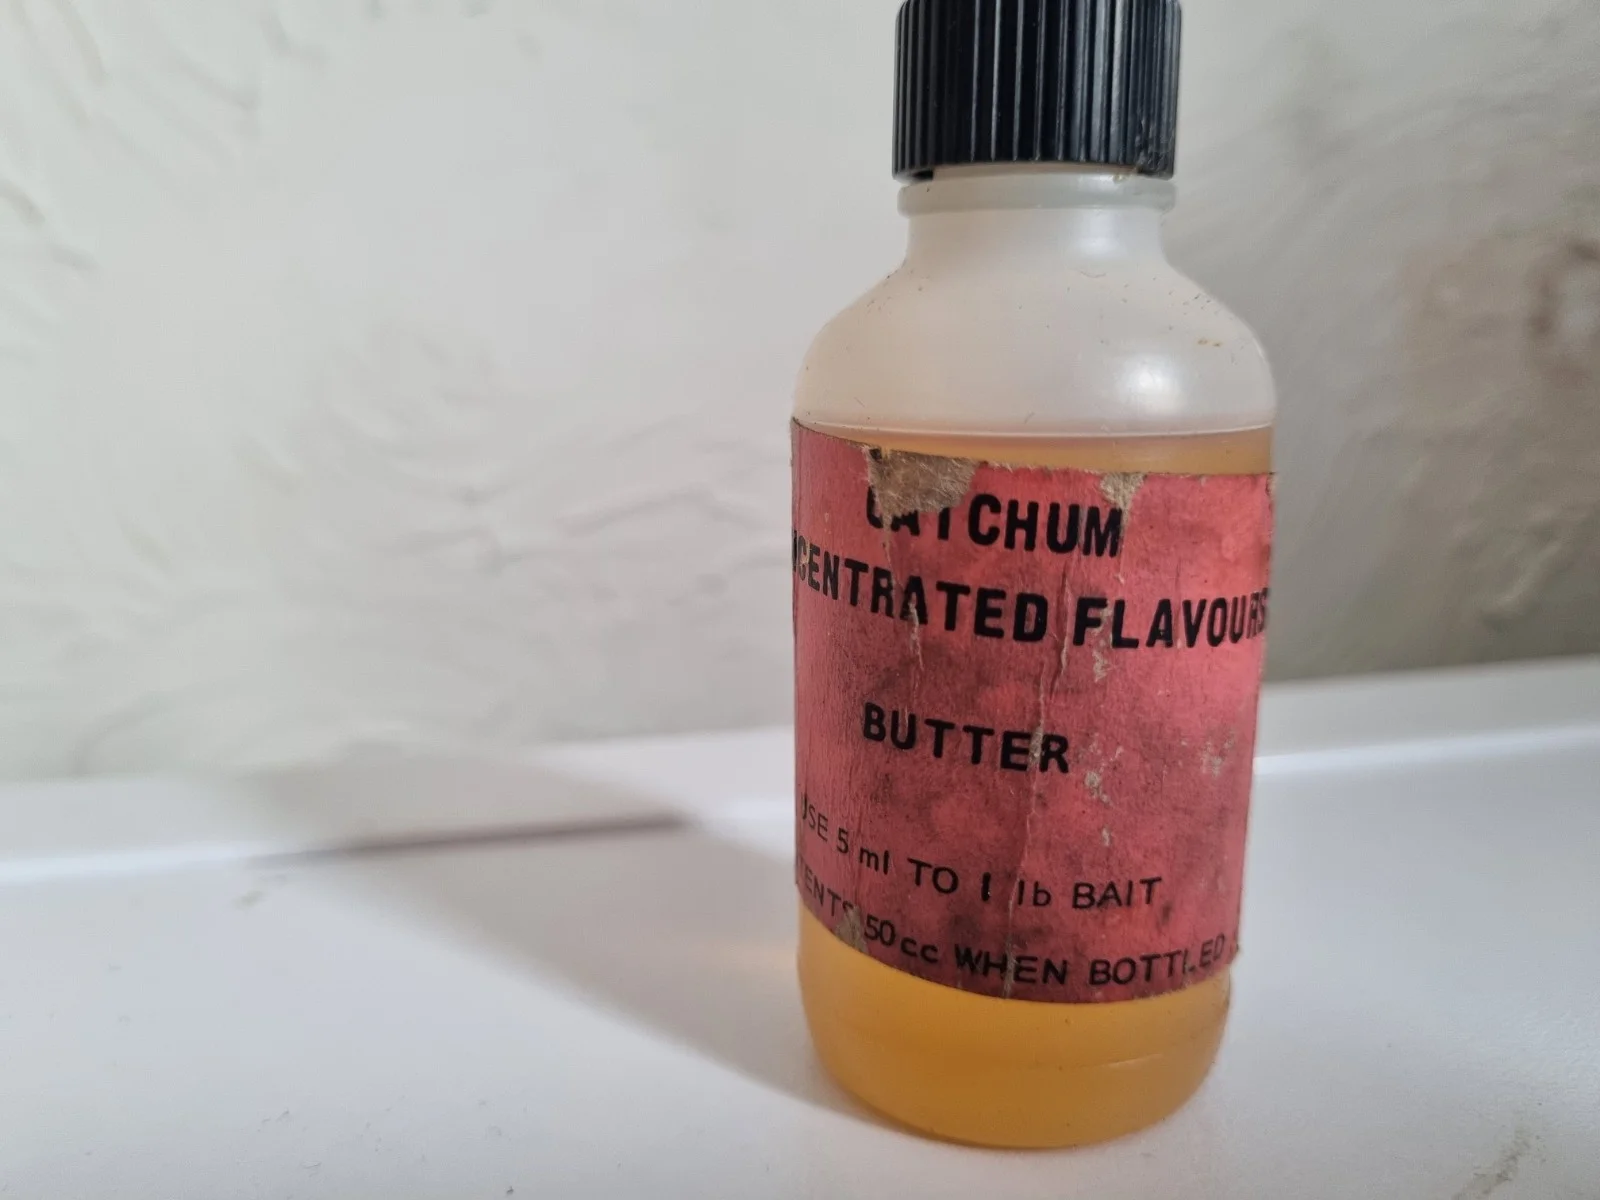 CATCHUM
CENTRATED FLAVOURS
BUTTER
USE 5 ml TO 1 lb BAIT
TENTS 50cc WHEN BOTTLED